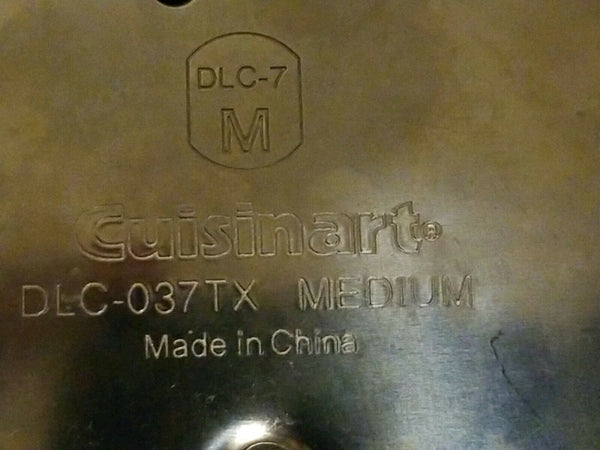 DLC-7
M
Cuisinart®
DLC-037TX MEDIUM
Made in China